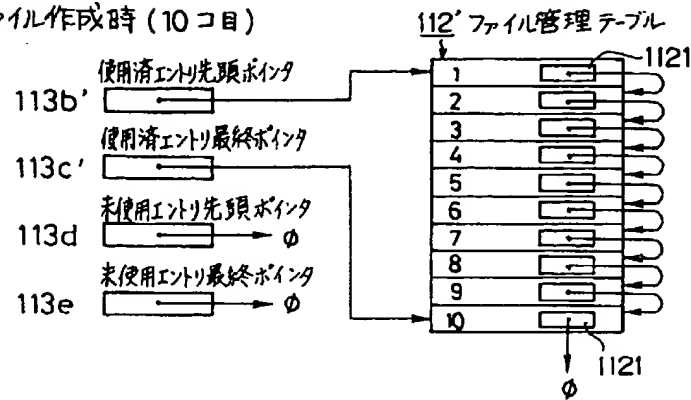 イル作成時(10コ目)
112' ファイル管理テーブル
1121
使用済エントリ先頭ポインタ
113b'
使用済エントリ最終ポインタ
113c'
未使用エントリ先頭ポインタ
113d φ
未使用エントリ最終ポインタ
113e φ
1
2
3
4
5
6
7
8
9
10
1121
φ